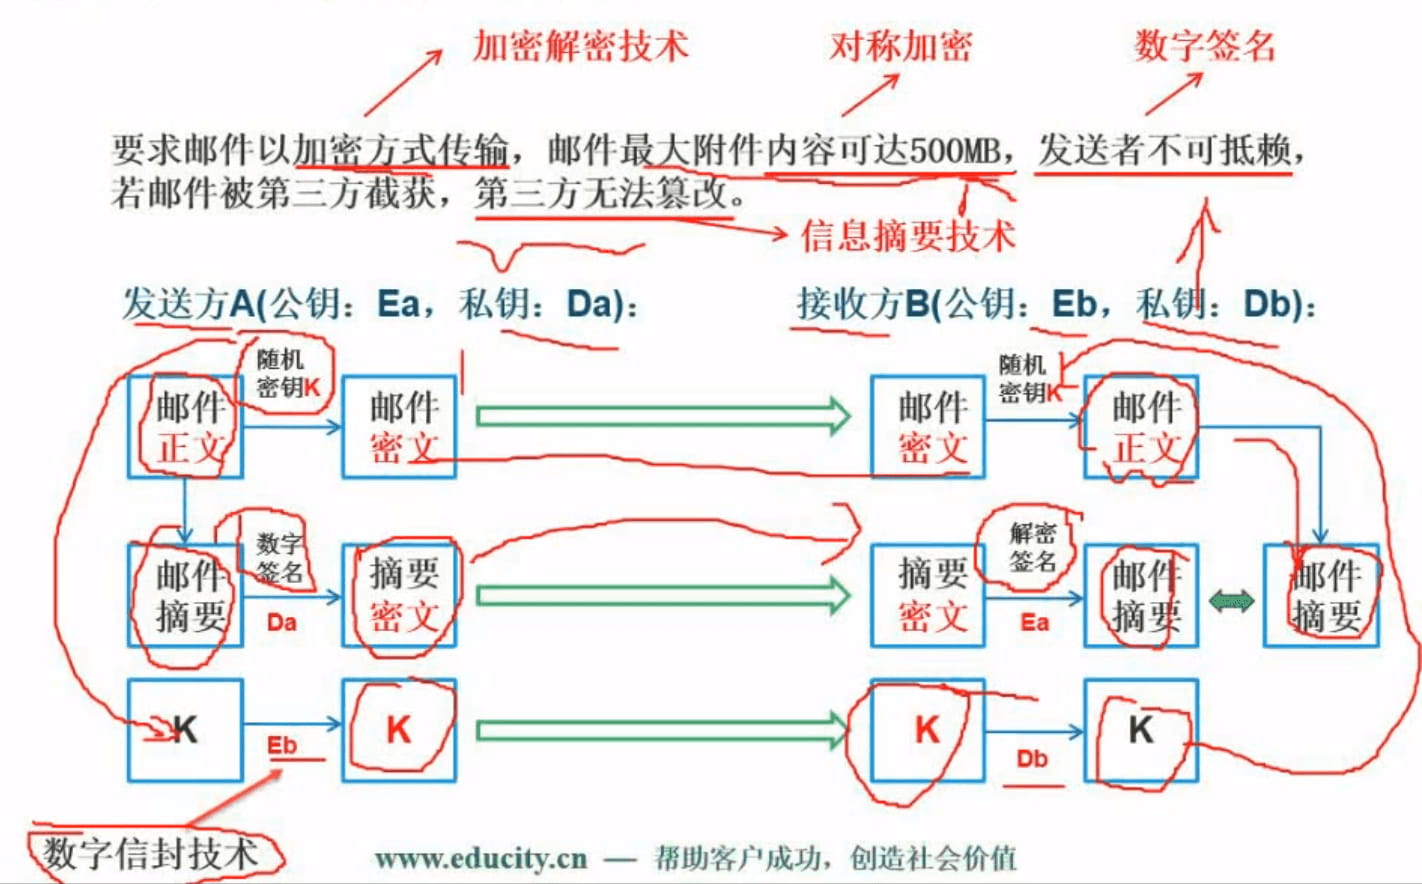 加密解密技术 对称加密 数字签名
要求邮件以加密方式传输，邮件最大附件内容可达500MB，发送者不可抵赖，
若邮件被第三方截获，第三方无法篡改。
信息摘要技术
发送方A(公钥：Ea，私钥：Da)： 接收方B(公钥：Eb，私钥：Db)：
随机 随机
密钥K 密钥K
邮件 邮件 邮件 邮件
正文 密文 密文 正文
数字 解密
签名 签名
邮件 摘要 摘要 邮件 邮件
摘要 密文 密文 摘要 摘要
Da Ea
K K K K
Eb Db
数字信封技术
www.educity.cn — 帮助客户成功，创造社会价值